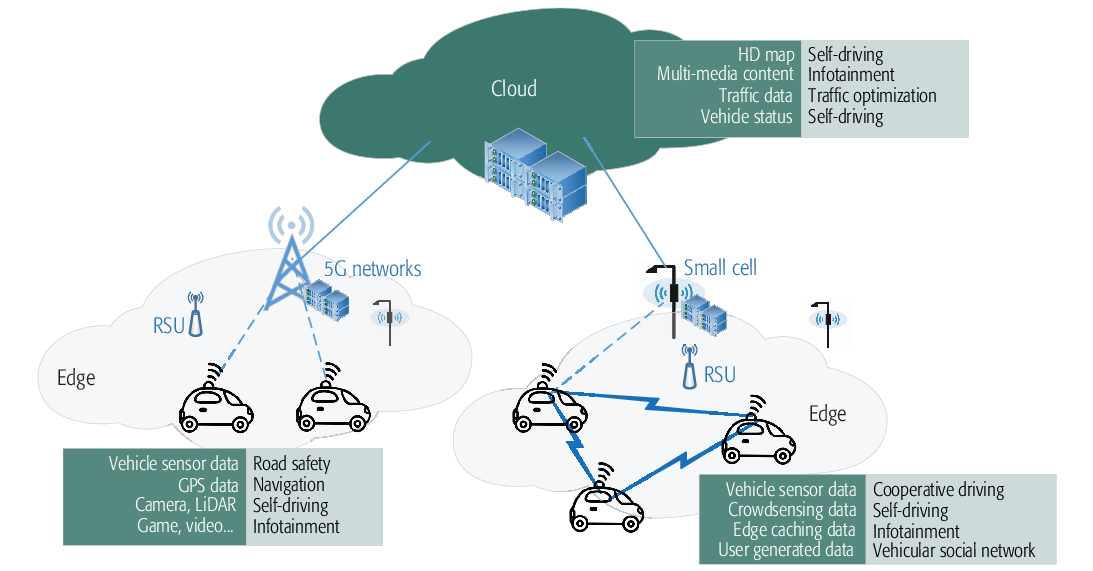 Cloud
HD map Self-driving
Multi-media content Infotainment
Traffic data Traffic optimization
Vehicle status Self-driving
5G networks
Small cell
RSU
RSU
Edge
Edge
Vehicle sensor data Road safety
GPS data Navigation
Camera, LiDAR Self-driving
Game, video... Infotainment
Vehicle sensor data Cooperative driving
Crowdsensing data Self-driving
Edge caching data Infotainment
User generated data Vehicular social network